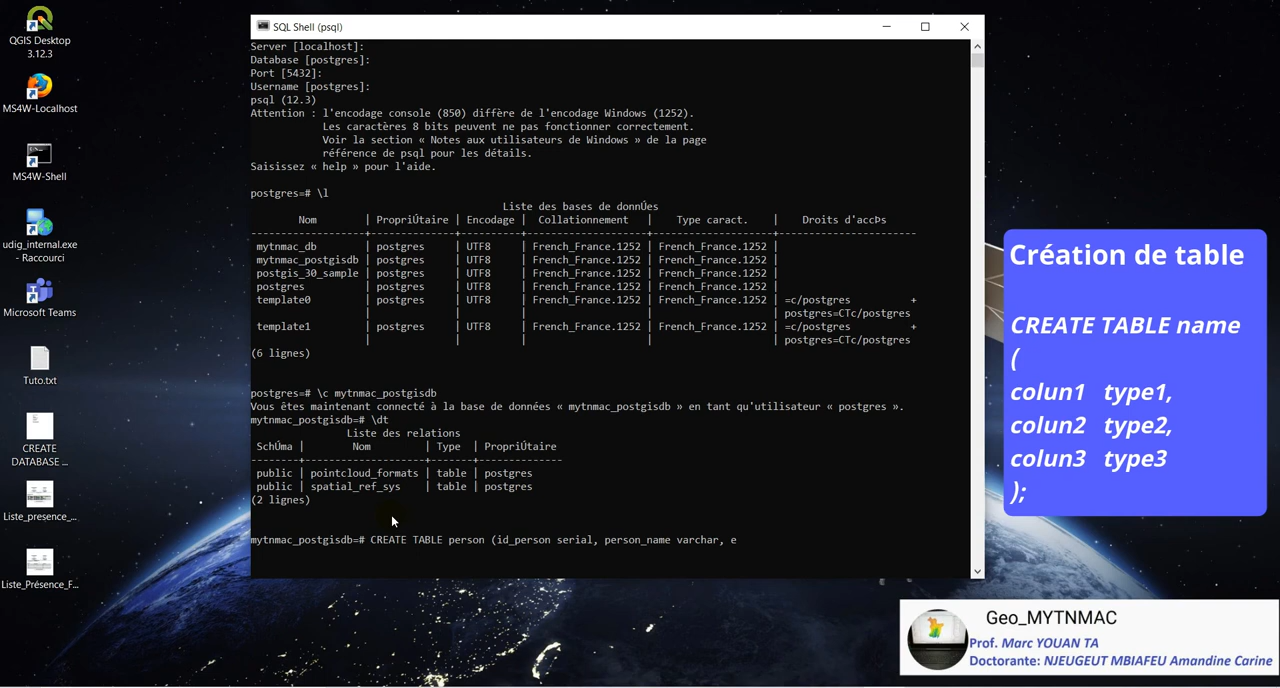 QGIS Desktop
3.12.3
MS4W-Localhost
MS4W-Shell
udig_internal.exe
- Raccourci
Microsoft Teams
Tuto.txt
CREATE
DATABASE ...
Liste_presence_...
Liste_Présence_F...
SQL Shell (psql)
Server [localhost]:
Database [postgres]:
Port [5432]:
Username [postgres]:
psql (12.3)
Attention : l'encodage console (850) diffère de l'encodage Windows (1252).
Les caractères 8 bits peuvent ne pas fonctionner correctement.
Voir la section « Notes aux utilisateurs de Windows » de la page
référence de psql pour les détails.
Saisissez « help » pour l'aide.
postgres=# \l
Liste des bases de donnÚes
Nom | PropriÚtaire | Encodage | Collationnement | Type caract. | Droits d'accÞs
mytnmac_db | postgres | UTF8 | French_France.1252 | French_France.1252 |
mytnmac_postgisdb | postgres | UTF8 | French_France.1252 | French_France.1252 |
postgis_30_sample | postgres | UTF8 | French_France.1252 | French_France.1252 |
postgres | postgres | UTF8 | French_France.1252 | French_France.1252 |
template0 | postgres | UTF8 | French_France.1252 | French_France.1252 | =c/postgres +
| | | | | postgres=CTc/postgres
template1 | postgres | UTF8 | French_France.1252 | French_France.1252 | =c/postgres +
| | | | | postgres=CTc/postgres
(6 lignes)
postgres=# \c mytnmac_postgisdb
Vous êtes maintenant connecté à la base de données « mytnmac_postgisdb » en tant qu'utilisateur « postgres ».
mytnmac_postgisdb=# \dt
Liste des relations
SchÚma | Nom | Type | PropriÚtaire
public | pointcloud_formats | table | postgres
public | spatial_ref_sys | table | postgres
(2 lignes)
mytnmac_postgisdb=# CREATE TABLE person (id_person serial, person_name varchar, e
Création de table
CREATE TABLE name
(
colun1 type1,
colun2 type2,
colun3 type3
);
Geo_MYTNMAC
Prof. Marc YOUAN TA
Doctorante: NJEUGEUT MBIAFEU Amandine Carine